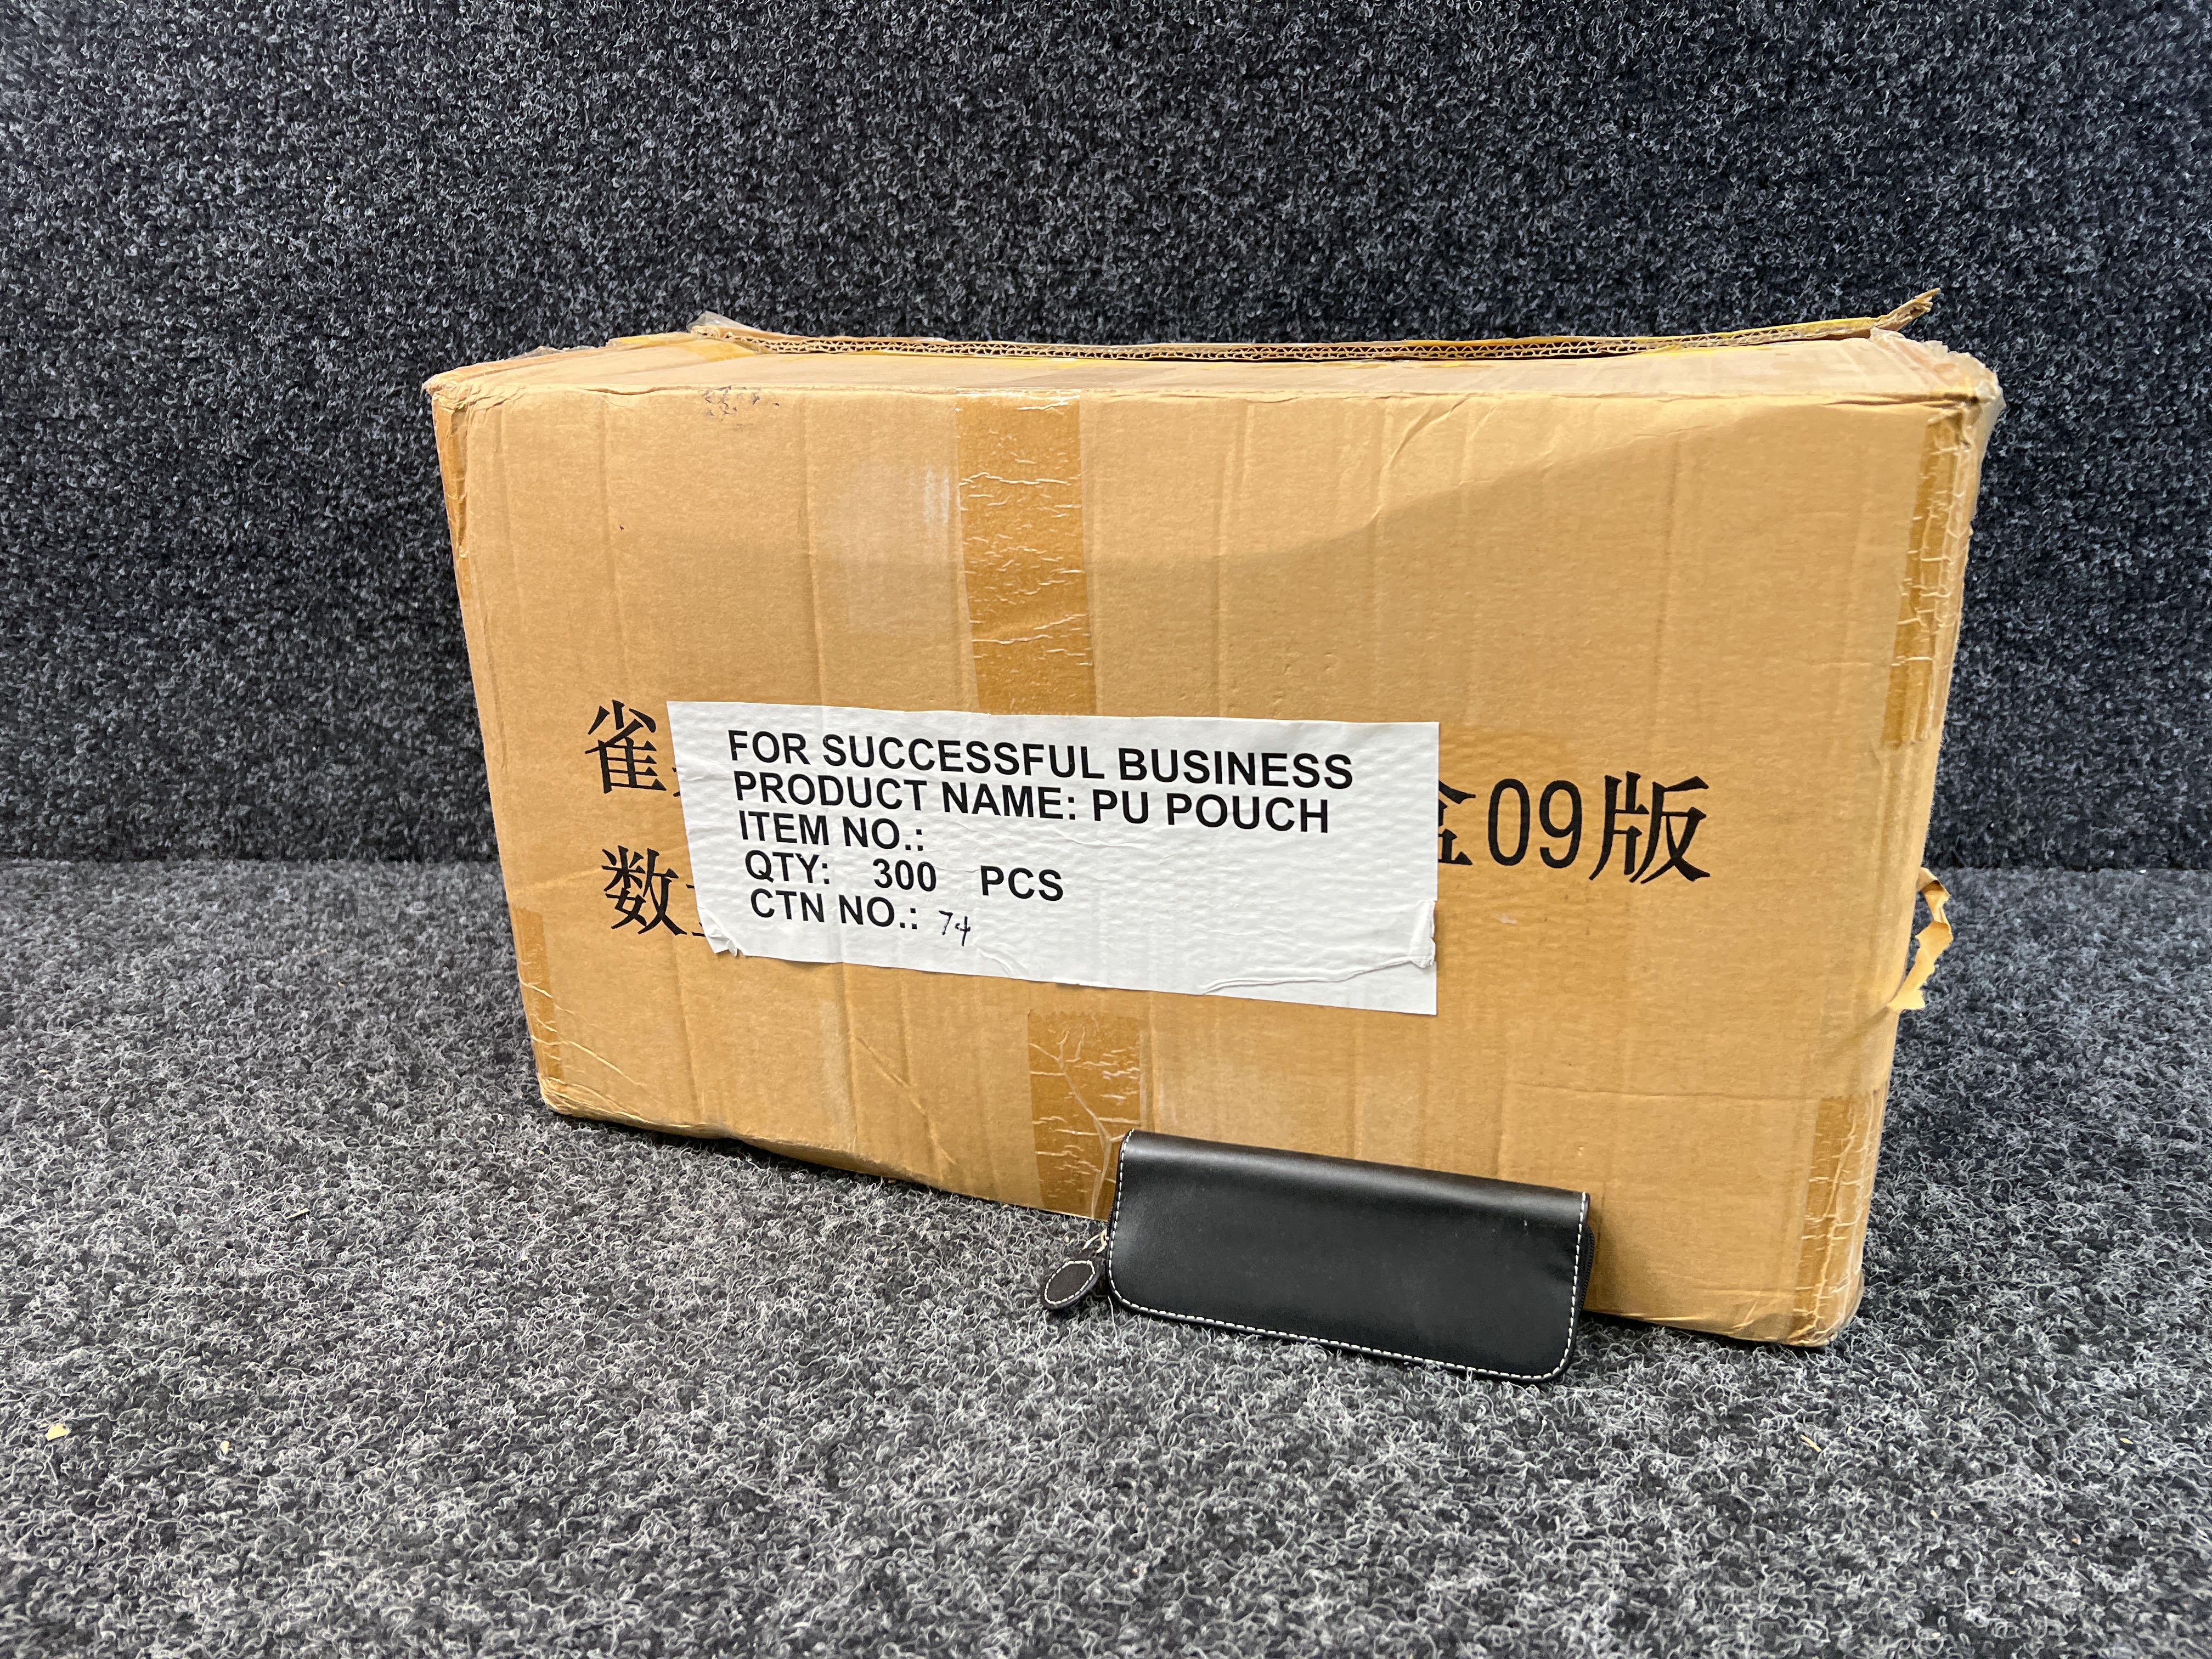 FOR SUCCESSFUL BUSINESS
PRODUCT NAME: PU POUCH
ITEM NO.:
QTY: 300 PCS
CTN NO.: 74
雀 金09版
数